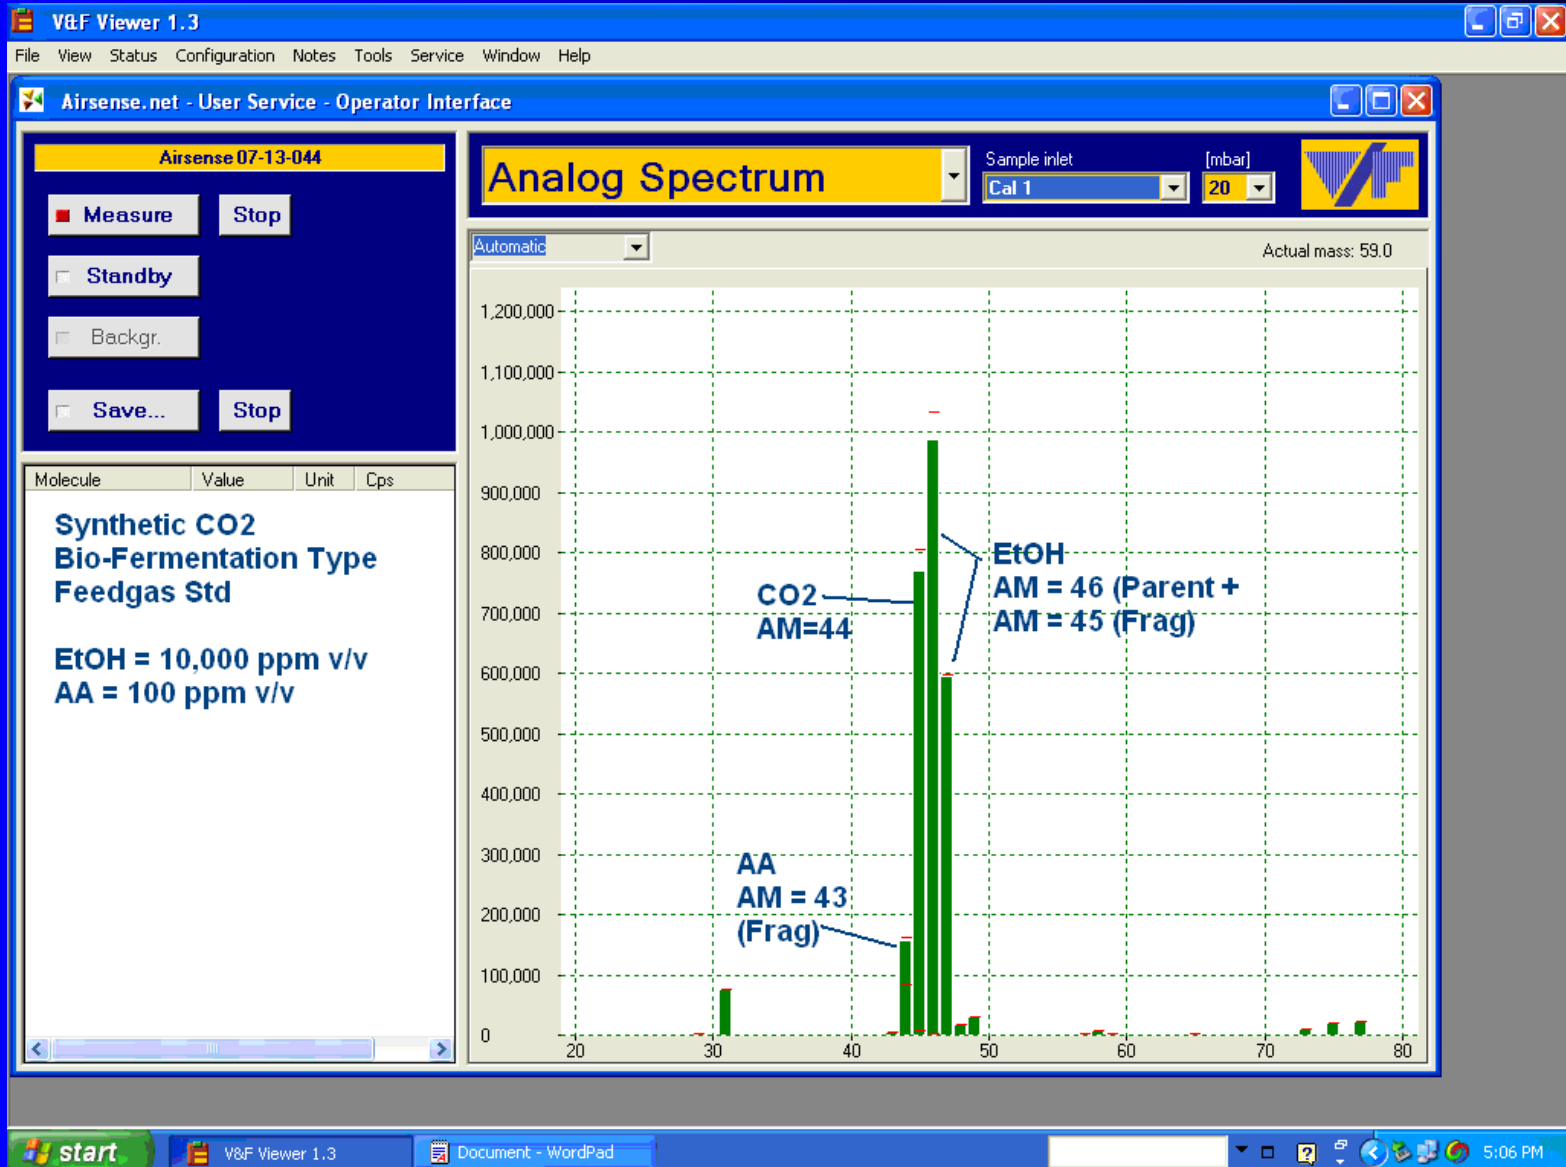 V&F Viewer 1.3
File View Status Configuration Notes Tools Service Window Help
Airsense.net - User Service - Operator Interface
Airsense 07-13-044
Measure Stop
Standby
Backgr.
Save... Stop
Analog Spectrum
Sample inlet
Cal 1
[mbar]
20
Automatic
Actual mass: 59.0
Molecule Value Unit Cps
Synthetic CO2
Bio-Fermentation Type
Feedgas Std
EtOH = 10,000 ppm v/v
AA = 100 ppm v/v
1,200,000
1,100,000
1,000,000
900,000
800,000
700,000
600,000
500,000
400,000
300,000
200,000
100,000
0
20 30 40 50 60 70 80
CO2
AM=44
EtOH
AM = 46 (Parent +
AM = 45 (Frag)
AA
AM = 43
(Frag)
start
V&F Viewer 1.3
Document - WordPad
5:06 PM